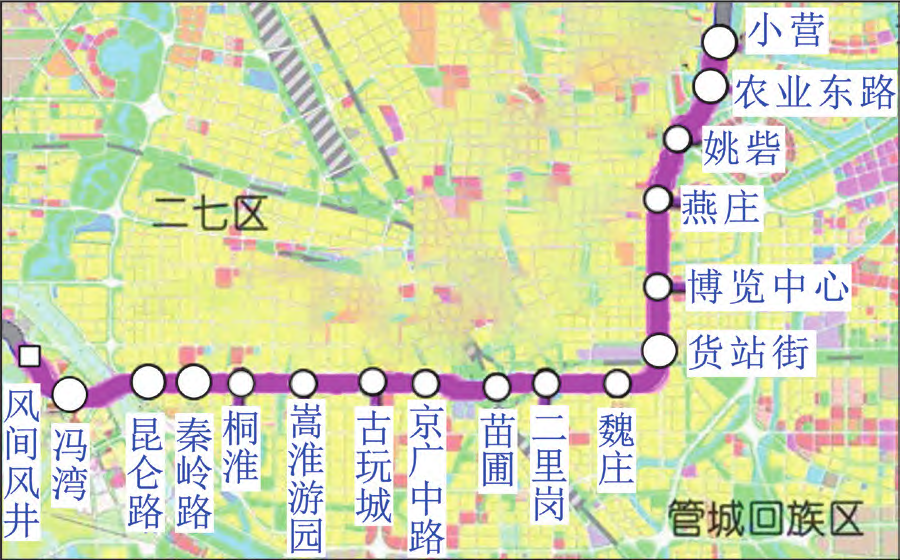 小营
农业东路
姚砦
燕庄
二七区
博览中心
货站街
风间风井
冯湾
昆仑路
秦岭路
桐淮
嵩淮游园
古玩城
京广中路
苗圃
二里岗
魏庄
管城回族区